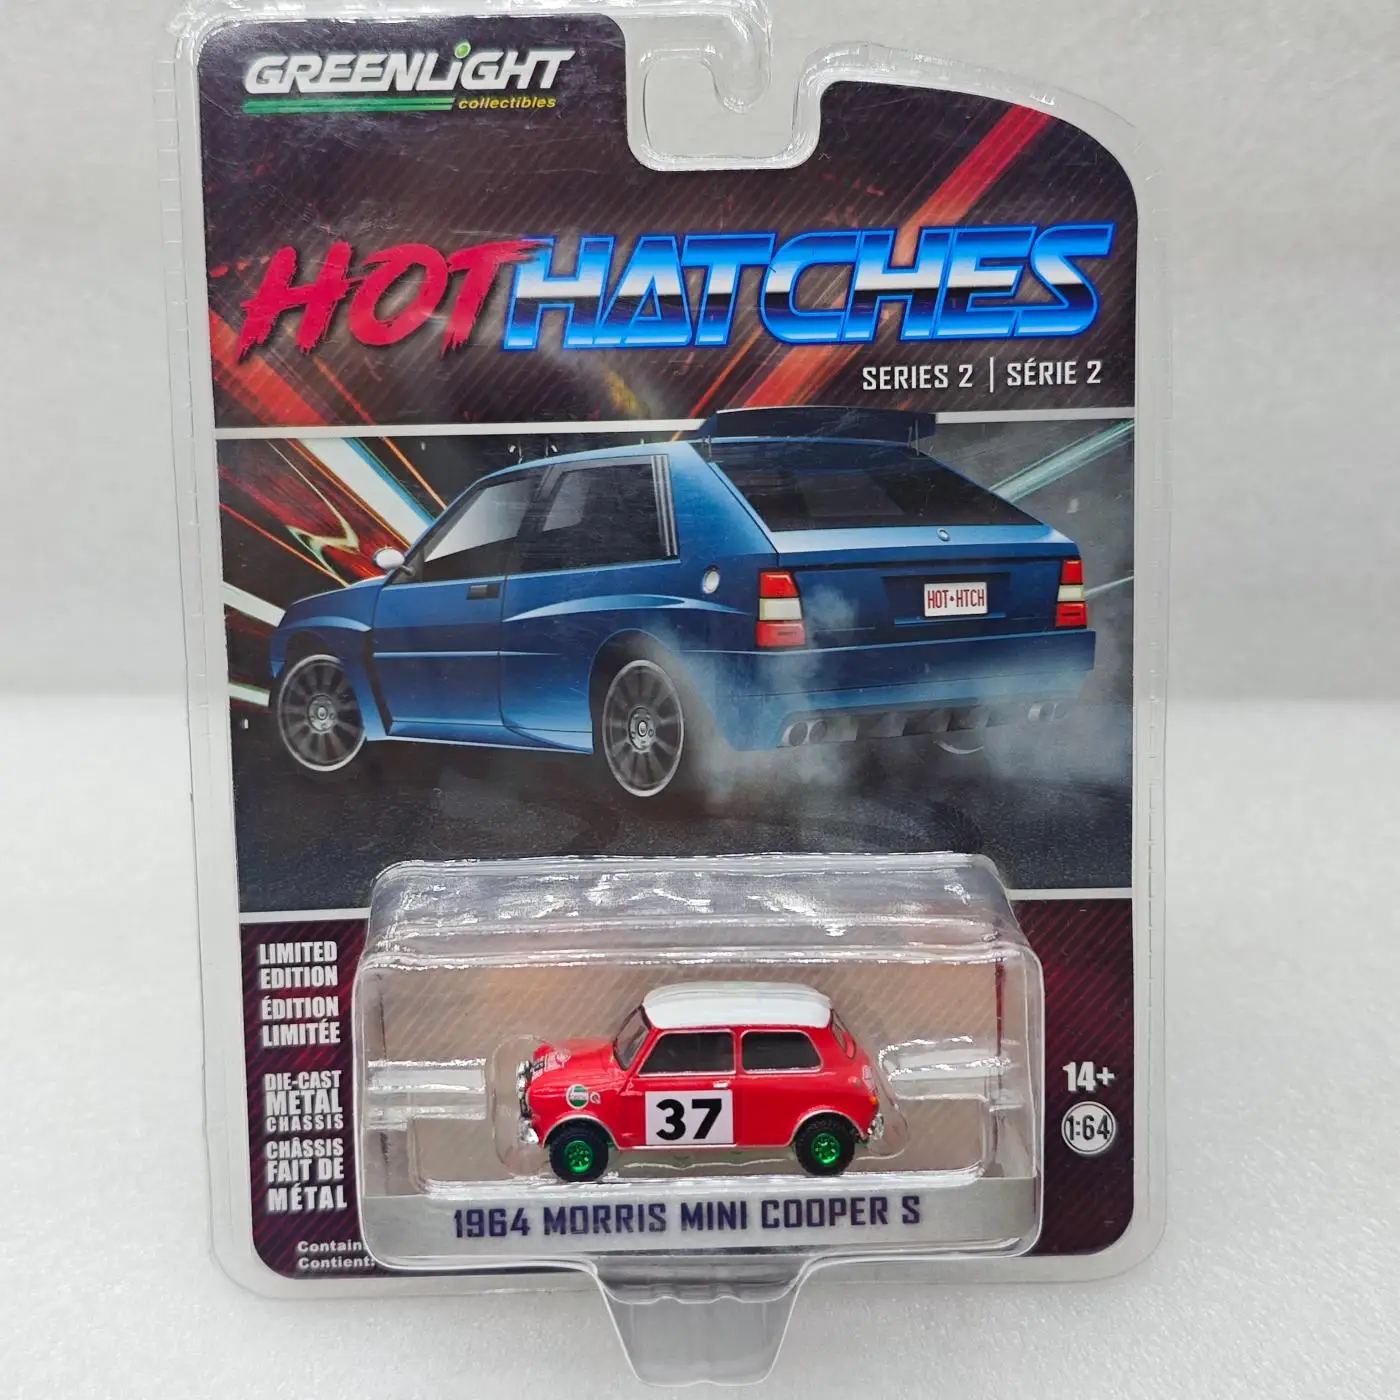 GREENLIGHT
collectibles
HOT HATCHES
SERIES 2 | SÉRIE 2
HOT•HTCH
LIMITED
EDITION
ÉDITION
LIMITÉE
DIE-CAST
METAL
CHASSIS
CHÂSSIS
FAIT DE
MÉTAL
14+
1:64
37
1964 MORRIS MINI COOPER S